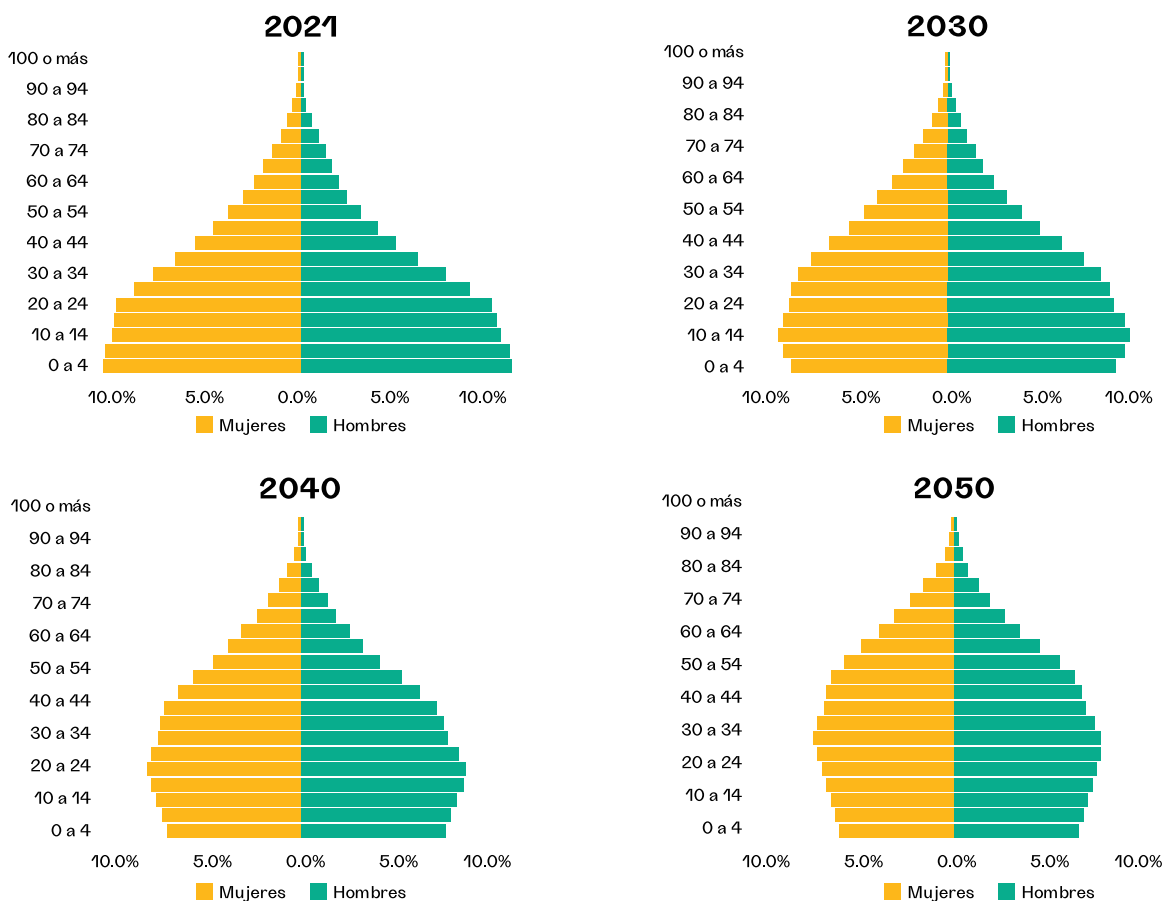 2021
100 o más
90 a 94
80 a 84
70 a 74
60 a 64
50 a 54
40 a 44
30 a 34
20 a 24
10 a 14
0 a 4
10.0% 5.0% 0.0% 5.0% 10.0%
Mujeres Hombres
2030
100 o más
90 a 94
80 a 84
70 a 74
60 a 64
50 a 54
40 a 44
30 a 34
20 a 24
10 a 14
0 a 4
10.0% 5.0% 0.0% 5.0% 10.0%
Mujeres Hombres
2040
100 o más
90 a 94
80 a 84
70 a 74
60 a 64
50 a 54
40 a 44
30 a 34
20 a 24
10 a 14
0 a 4
10.0% 5.0% 0.0% 5.0% 10.0%
Mujeres Hombres
2050
100 o más
90 a 94
80 a 84
70 a 74
60 a 64
50 a 54
40 a 44
30 a 34
20 a 24
10 a 14
0 a 4
10.0% 5.0% 0.0% 5.0% 10.0%
Mujeres Hombres